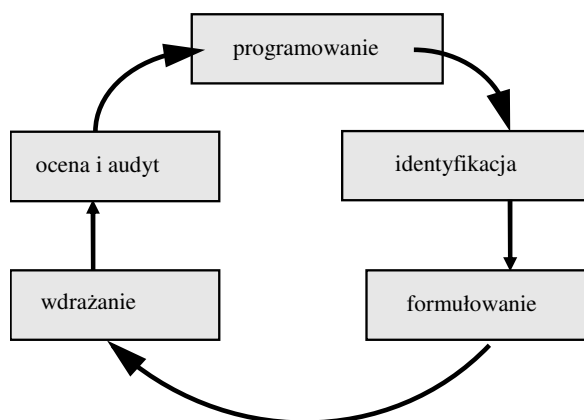 programowanie
ocena i audyt
identyfikacja
wdrażanie
formułowanie